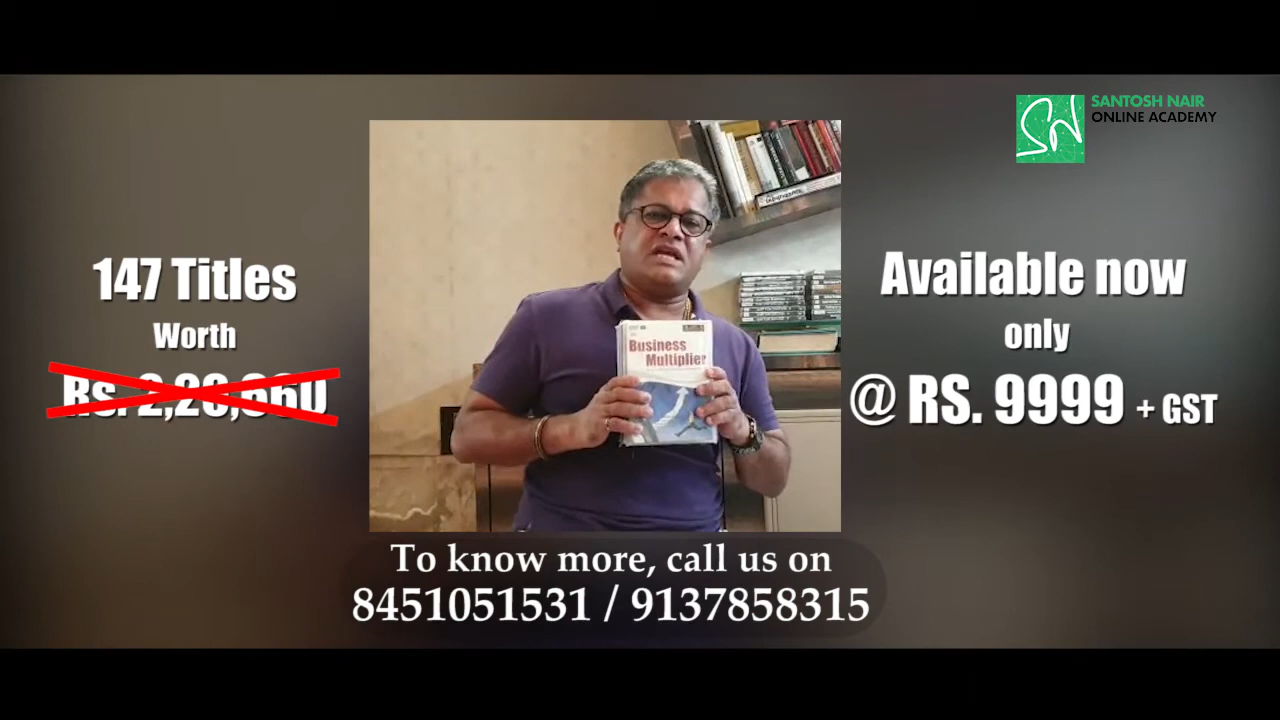 SANTOSH NAIR
ONLINE ACADEMY
147 Titles
Worth
Rs.
Available now
only
@ RS. 9999 + GST
Business
Multiplier
To know more, call us on
8451051531 / 9137858315